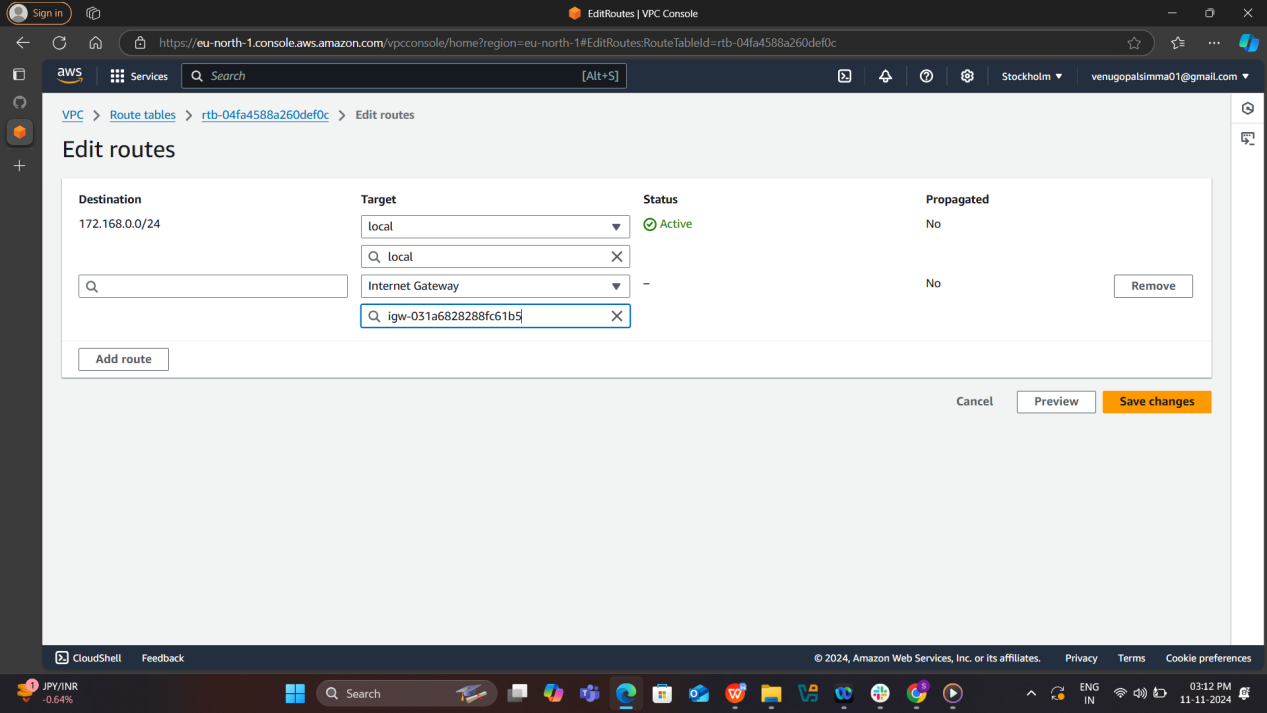 Sign in
EditRoutes | VPC Console
https://eu-north-1.console.aws.amazon.com/vpcconsole/home?region=eu-north-1#EditRoutes:RouteTableId=rtb-04fa4588a260def0c
aws
Services
Search
[Alt+S]
Stockholm
venugopalsimma01@gmail.com
VPC
Route tables
rtb-04fa4588a260def0c
Edit routes
Edit routes
Destination
Target
Status
Propagated
172.168.0.0/24
local
Active
No
local
Internet Gateway
–
No
Remove
igw-031a6828288fc61b5
Add route
Cancel
Preview
Save changes
CloudShell
Feedback
© 2024, Amazon Web Services, Inc. or its affiliates.
Privacy
Terms
Cookie preferences
1
JPY/INR
-0.64%
Search
S
ENG
IN
03:12 PM
11-11-2024